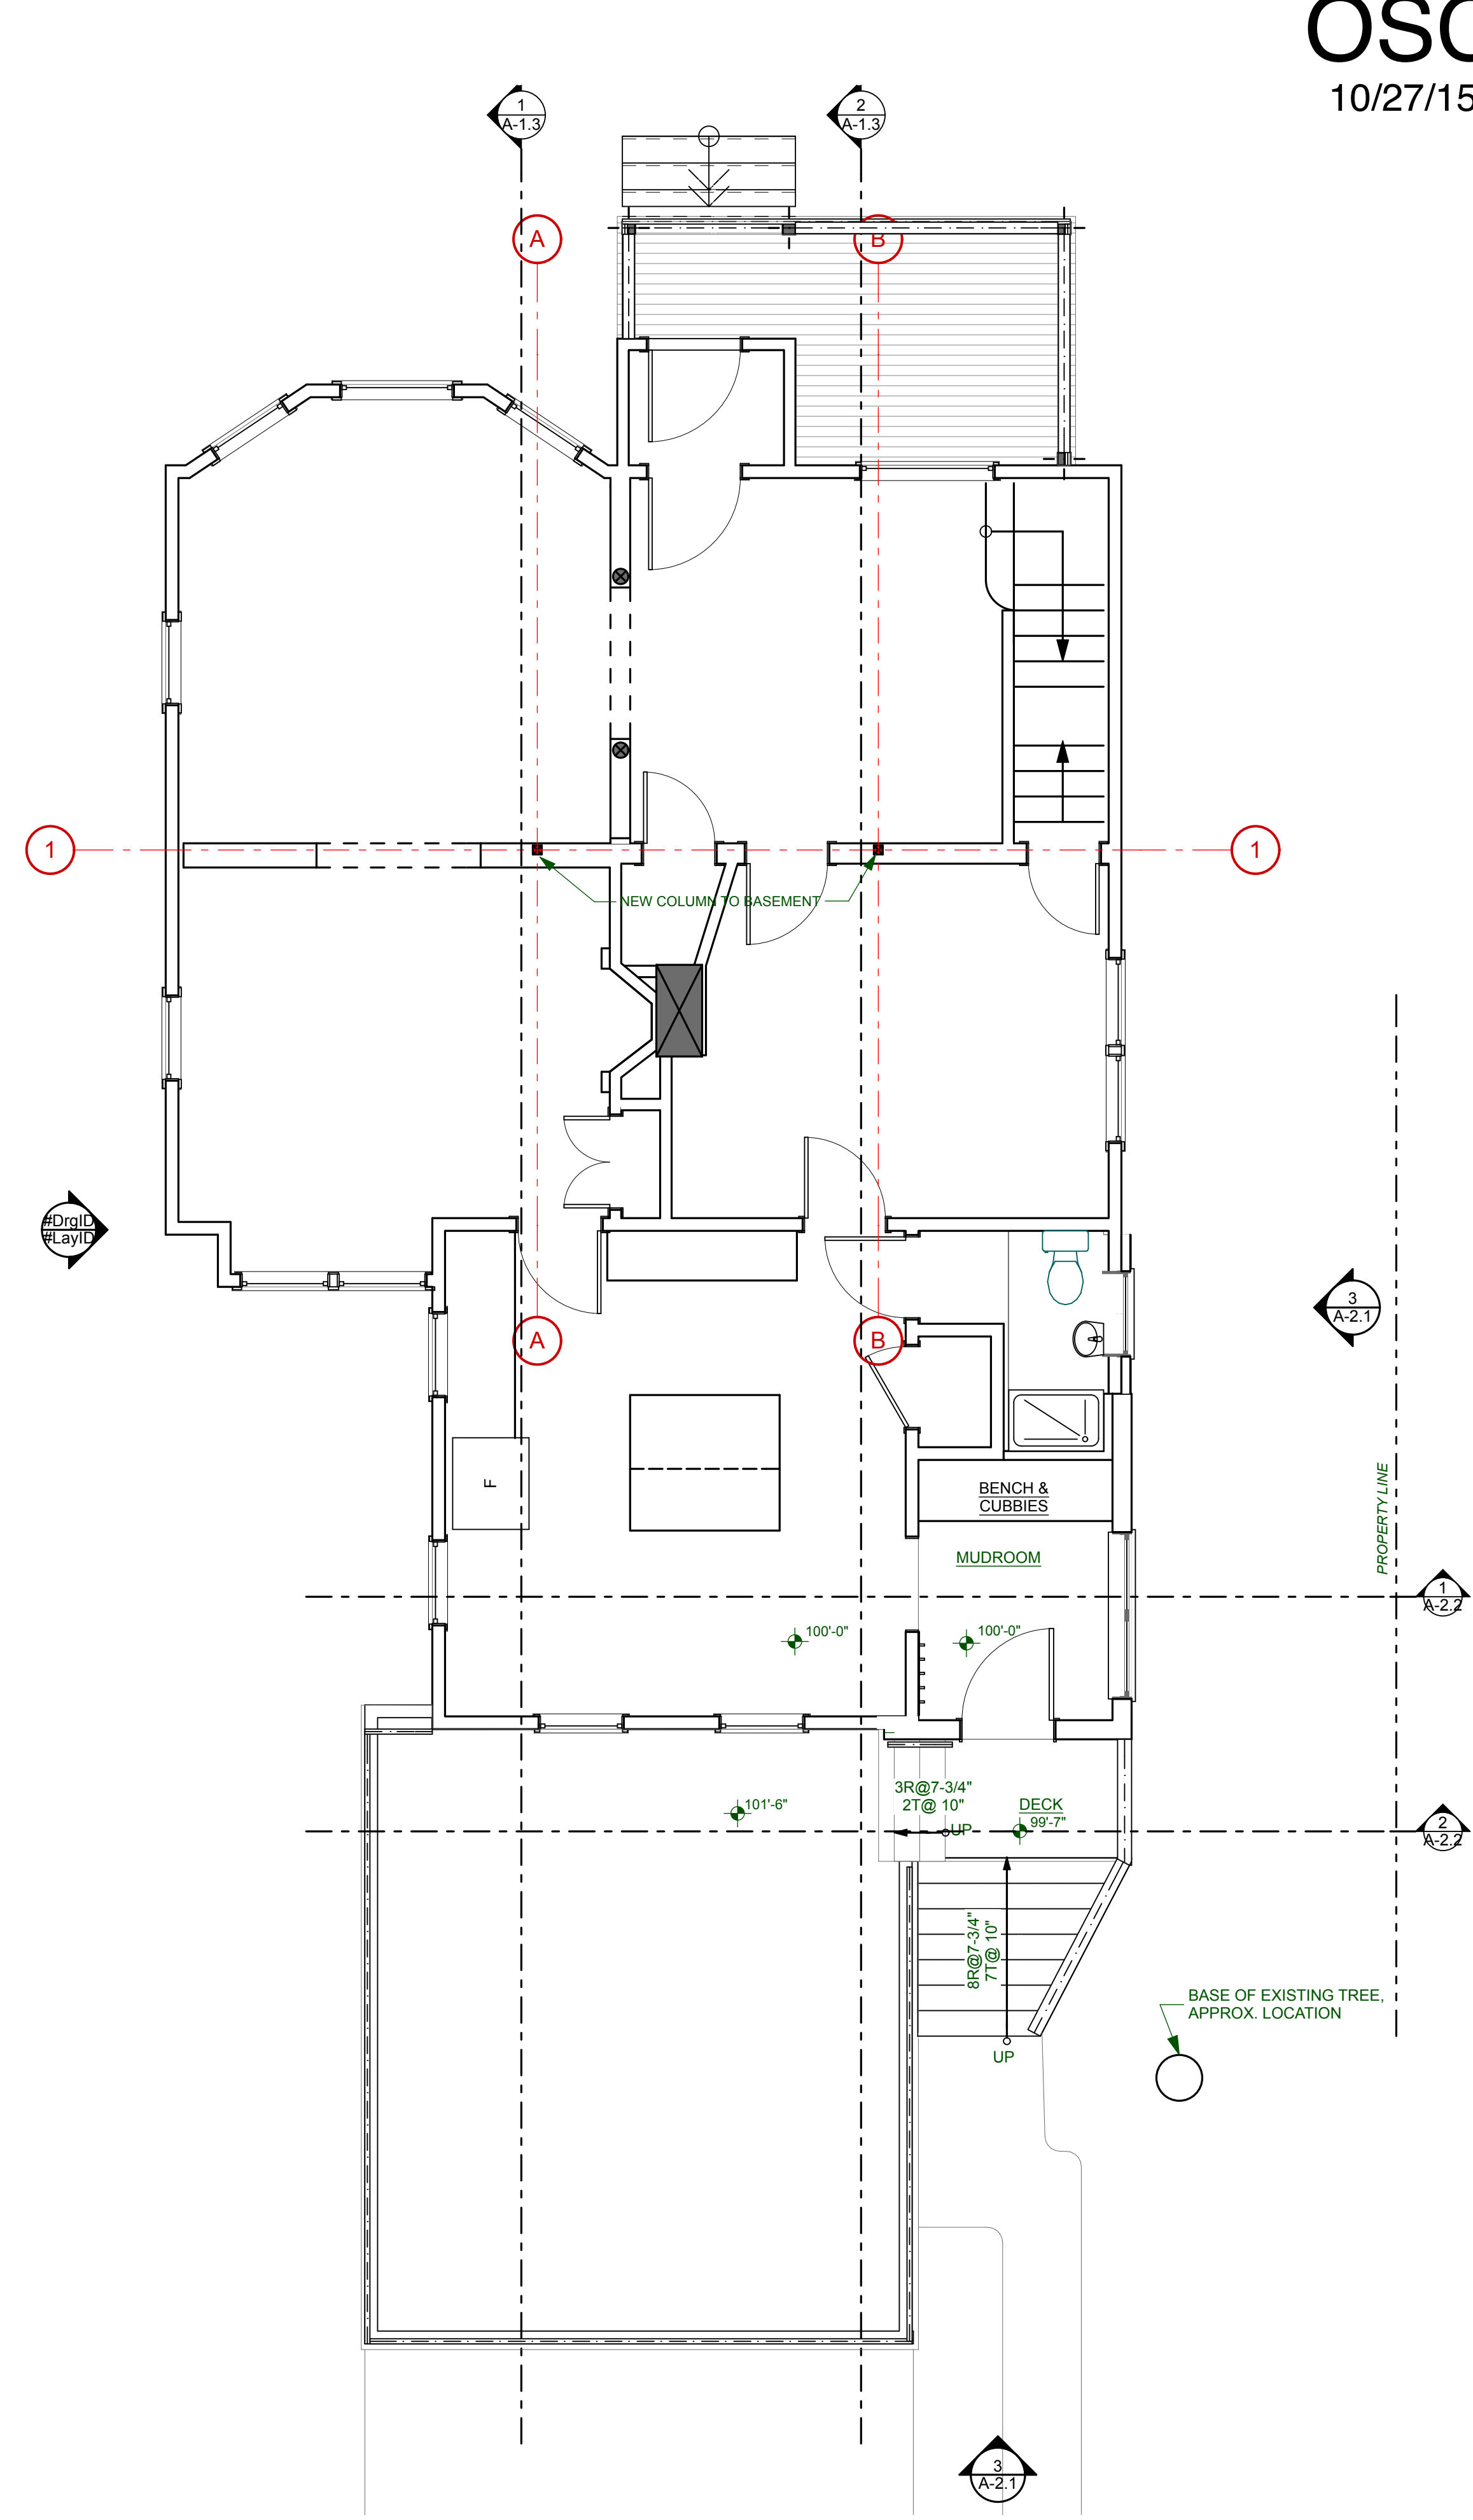 OSC
10/27/15
1
A-1.3
2
A-1.3
A
B
1
1
NEW COLUMN TO BASEMENT
#DrgID
#LayID
3
A-2.1
A
B
F
BENCH &
CUBBIES
MUDROOM
PROPERTY LINE
1
A-2.2
100'-0"
100'-0"
3R@7-3/4"
2T@ 10"
UP
DECK
99'-7"
101'-6"
2
A-2.2
8R@7-3/4"
7T@ 10"
UP
BASE OF EXISTING TREE,
APPROX. LOCATION
3
A-2.1